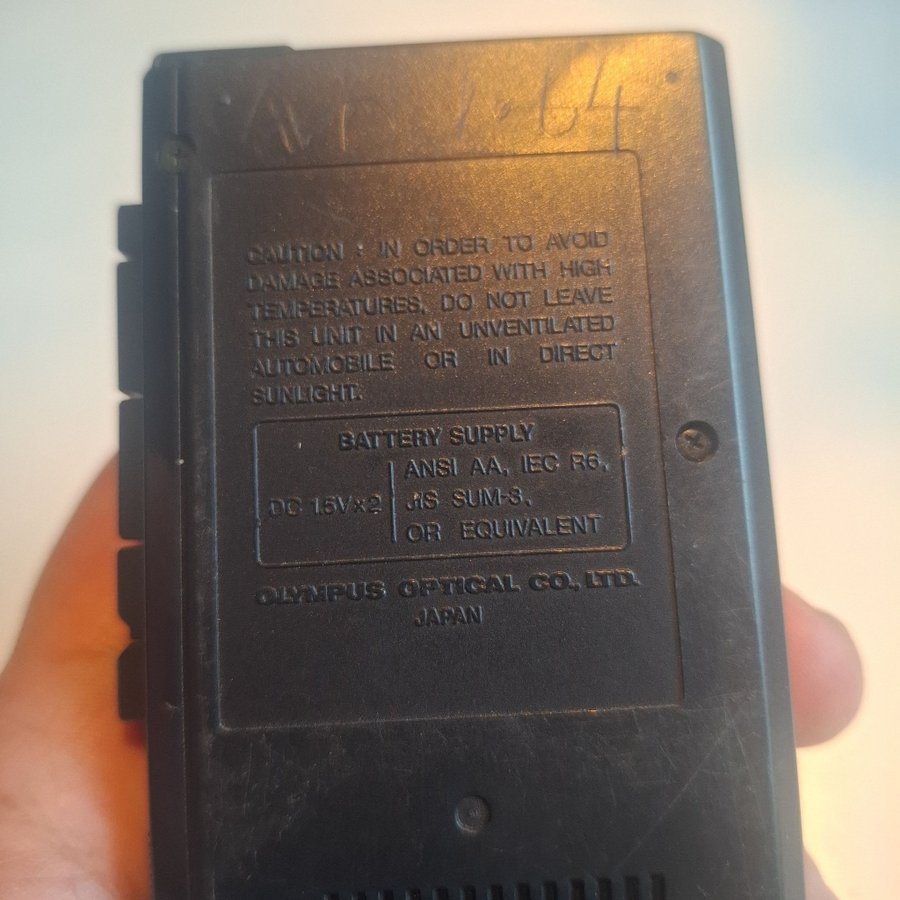 CAUTION : IN ORDER TO AVOID
DAMAGE ASSOCIATED WITH HIGH
TEMPERATURES, DO NOT LEAVE
THIS UNIT IN AN UNVENTILATED
AUTOMOBILE OR IN DIRECT
SUNLIGHT.
BATTERY SUPPLY
DC 1.5V×2
ANSI AA, IEC R6,
JIS SUM-3,
OR EQUIVALENT
OLYMPUS OPTICAL CO., LTD.
JAPAN